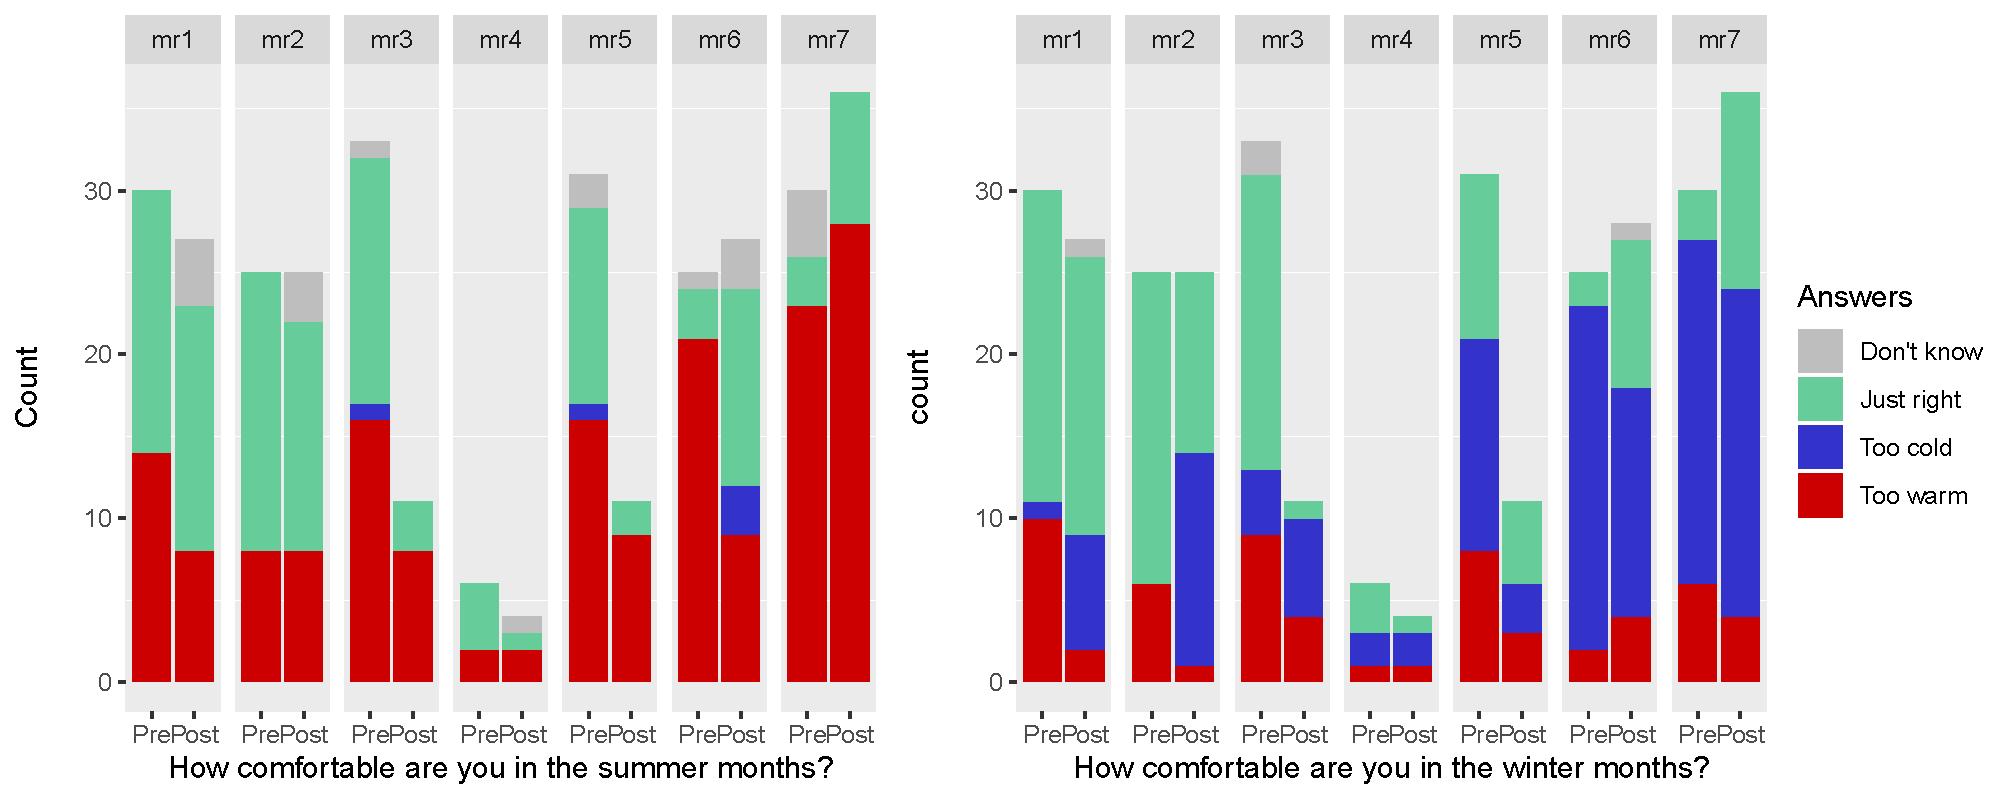 mr1 mr2 mr3 mr4 mr5 mr6 mr7
Count
30
20
10
0
PrePost PrePost PrePost PrePost PrePost PrePost PrePost
How comfortable are you in the summer months?
mr1 mr2 mr3 mr4 mr5 mr6 mr7
count
30
20
10
0
PrePost PrePost PrePost PrePost PrePost PrePost PrePost
How comfortable are you in the winter months?
Answers
Don't know
Just right
Too cold
Too warm